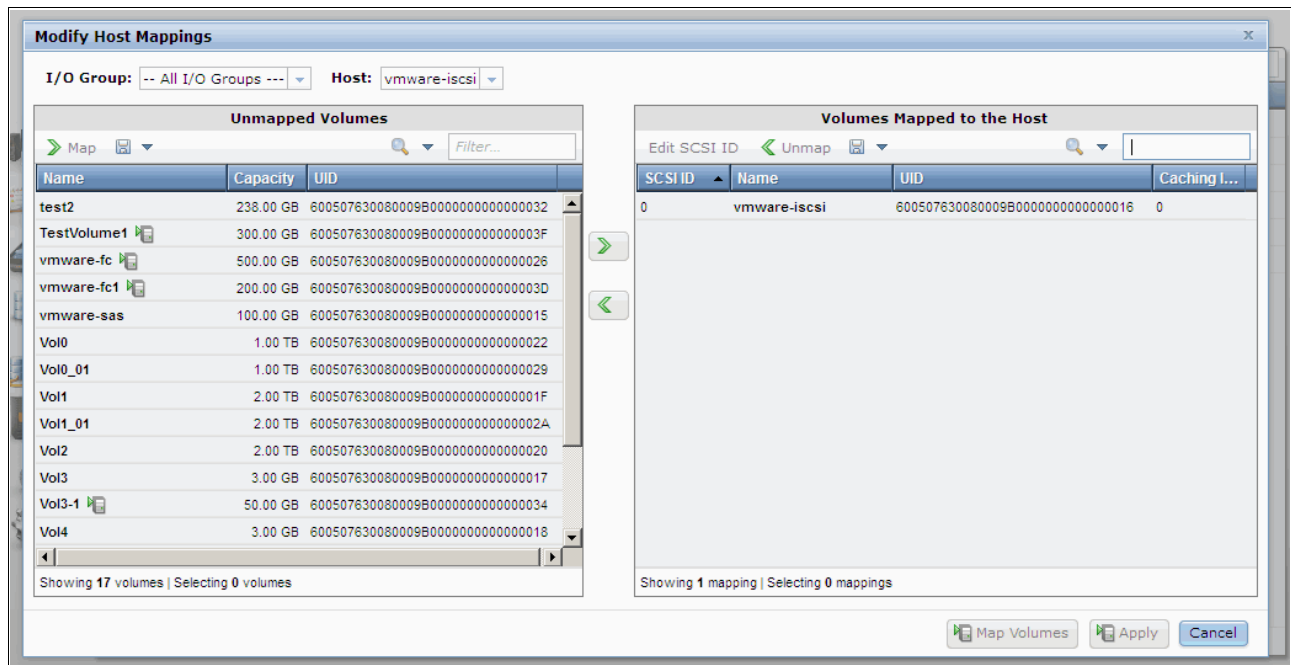 Modify Host Mappings x
I/O Group: -- All I/O Groups --- Host: vmware-iscsi
Unmapped Volumes
Map Filter...
Name Capacity UID
test2 238.00 GB 600507630080009B0000000000000032
TestVolume1 300.00 GB 600507630080009B000000000000003F
vmware-fc 500.00 GB 600507630080009B0000000000000026
vmware-fc1 200.00 GB 600507630080009B000000000000003D
vmware-sas 100.00 GB 600507630080009B0000000000000015
Vol0 1.00 TB 600507630080009B0000000000000022
Vol0_01 1.00 TB 600507630080009B0000000000000029
Vol1 2.00 TB 600507630080009B000000000000001F
Vol1_01 2.00 TB 600507630080009B000000000000002A
Vol2 2.00 TB 600507630080009B0000000000000020
Vol3 3.00 GB 600507630080009B0000000000000017
Vol3-1 50.00 GB 600507630080009B0000000000000034
Vol4 3.00 GB 600507630080009B0000000000000018
Showing 17 volumes | Selecting 0 volumes
Volumes Mapped to the Host
Edit SCSI ID Unmap
SCSI ID Name UID Caching I...
0 vmware-iscsi 600507630080009B0000000000000016 0
Showing 1 mapping | Selecting 0 mappings
Map Volumes Apply Cancel